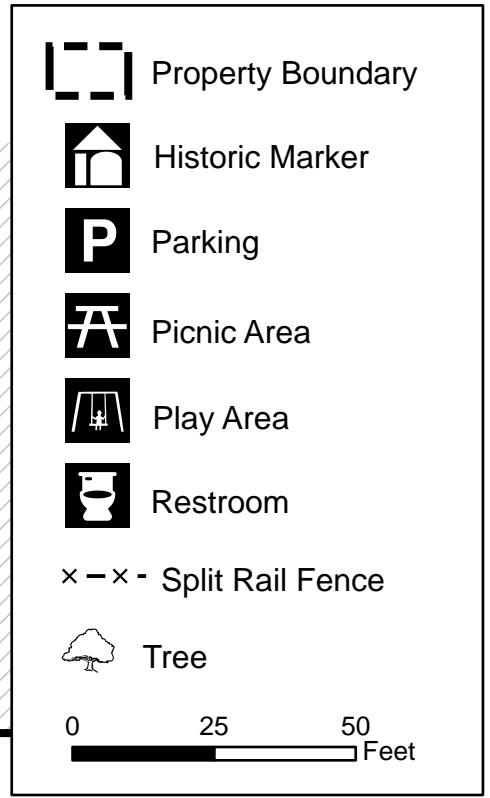 Property Boundary
Historic Marker
P Parking
Picnic Area
Play Area
Restroom
Split Rail Fence
Tree
0 25 50
Feet